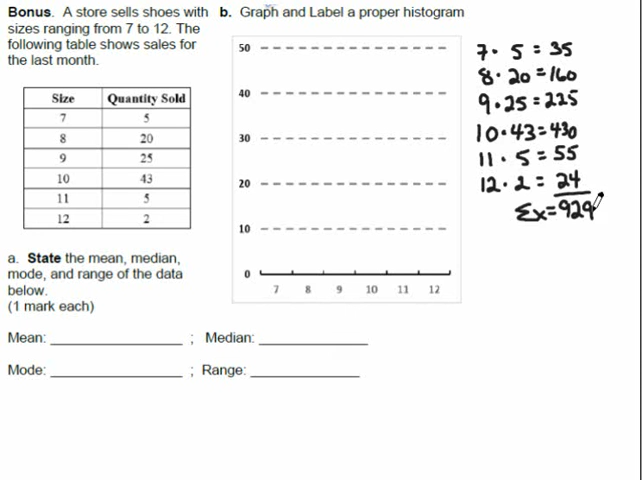 Bonus. A store sells shoes with
sizes ranging from 7 to 12. The
following table shows sales for
the last month.
Size Quantity Sold
7 5
8 20
9 25
10 43
11 5
12 2
a. State the mean, median,
mode, and range of the data
below.
(1 mark each)
b. Graph and Label a proper histogram
50
40
30
20
10
0
7 8 9 10 11 12
7 · 5 = 35
8 · 20 = 160
9 · 25 = 225
10 · 43 = 430
11 · 5 = 55
12 · 2 = 24
Σx = 929
Mean: ________________ ; Median: ______________
Mode: ________________ ; Range: ______________